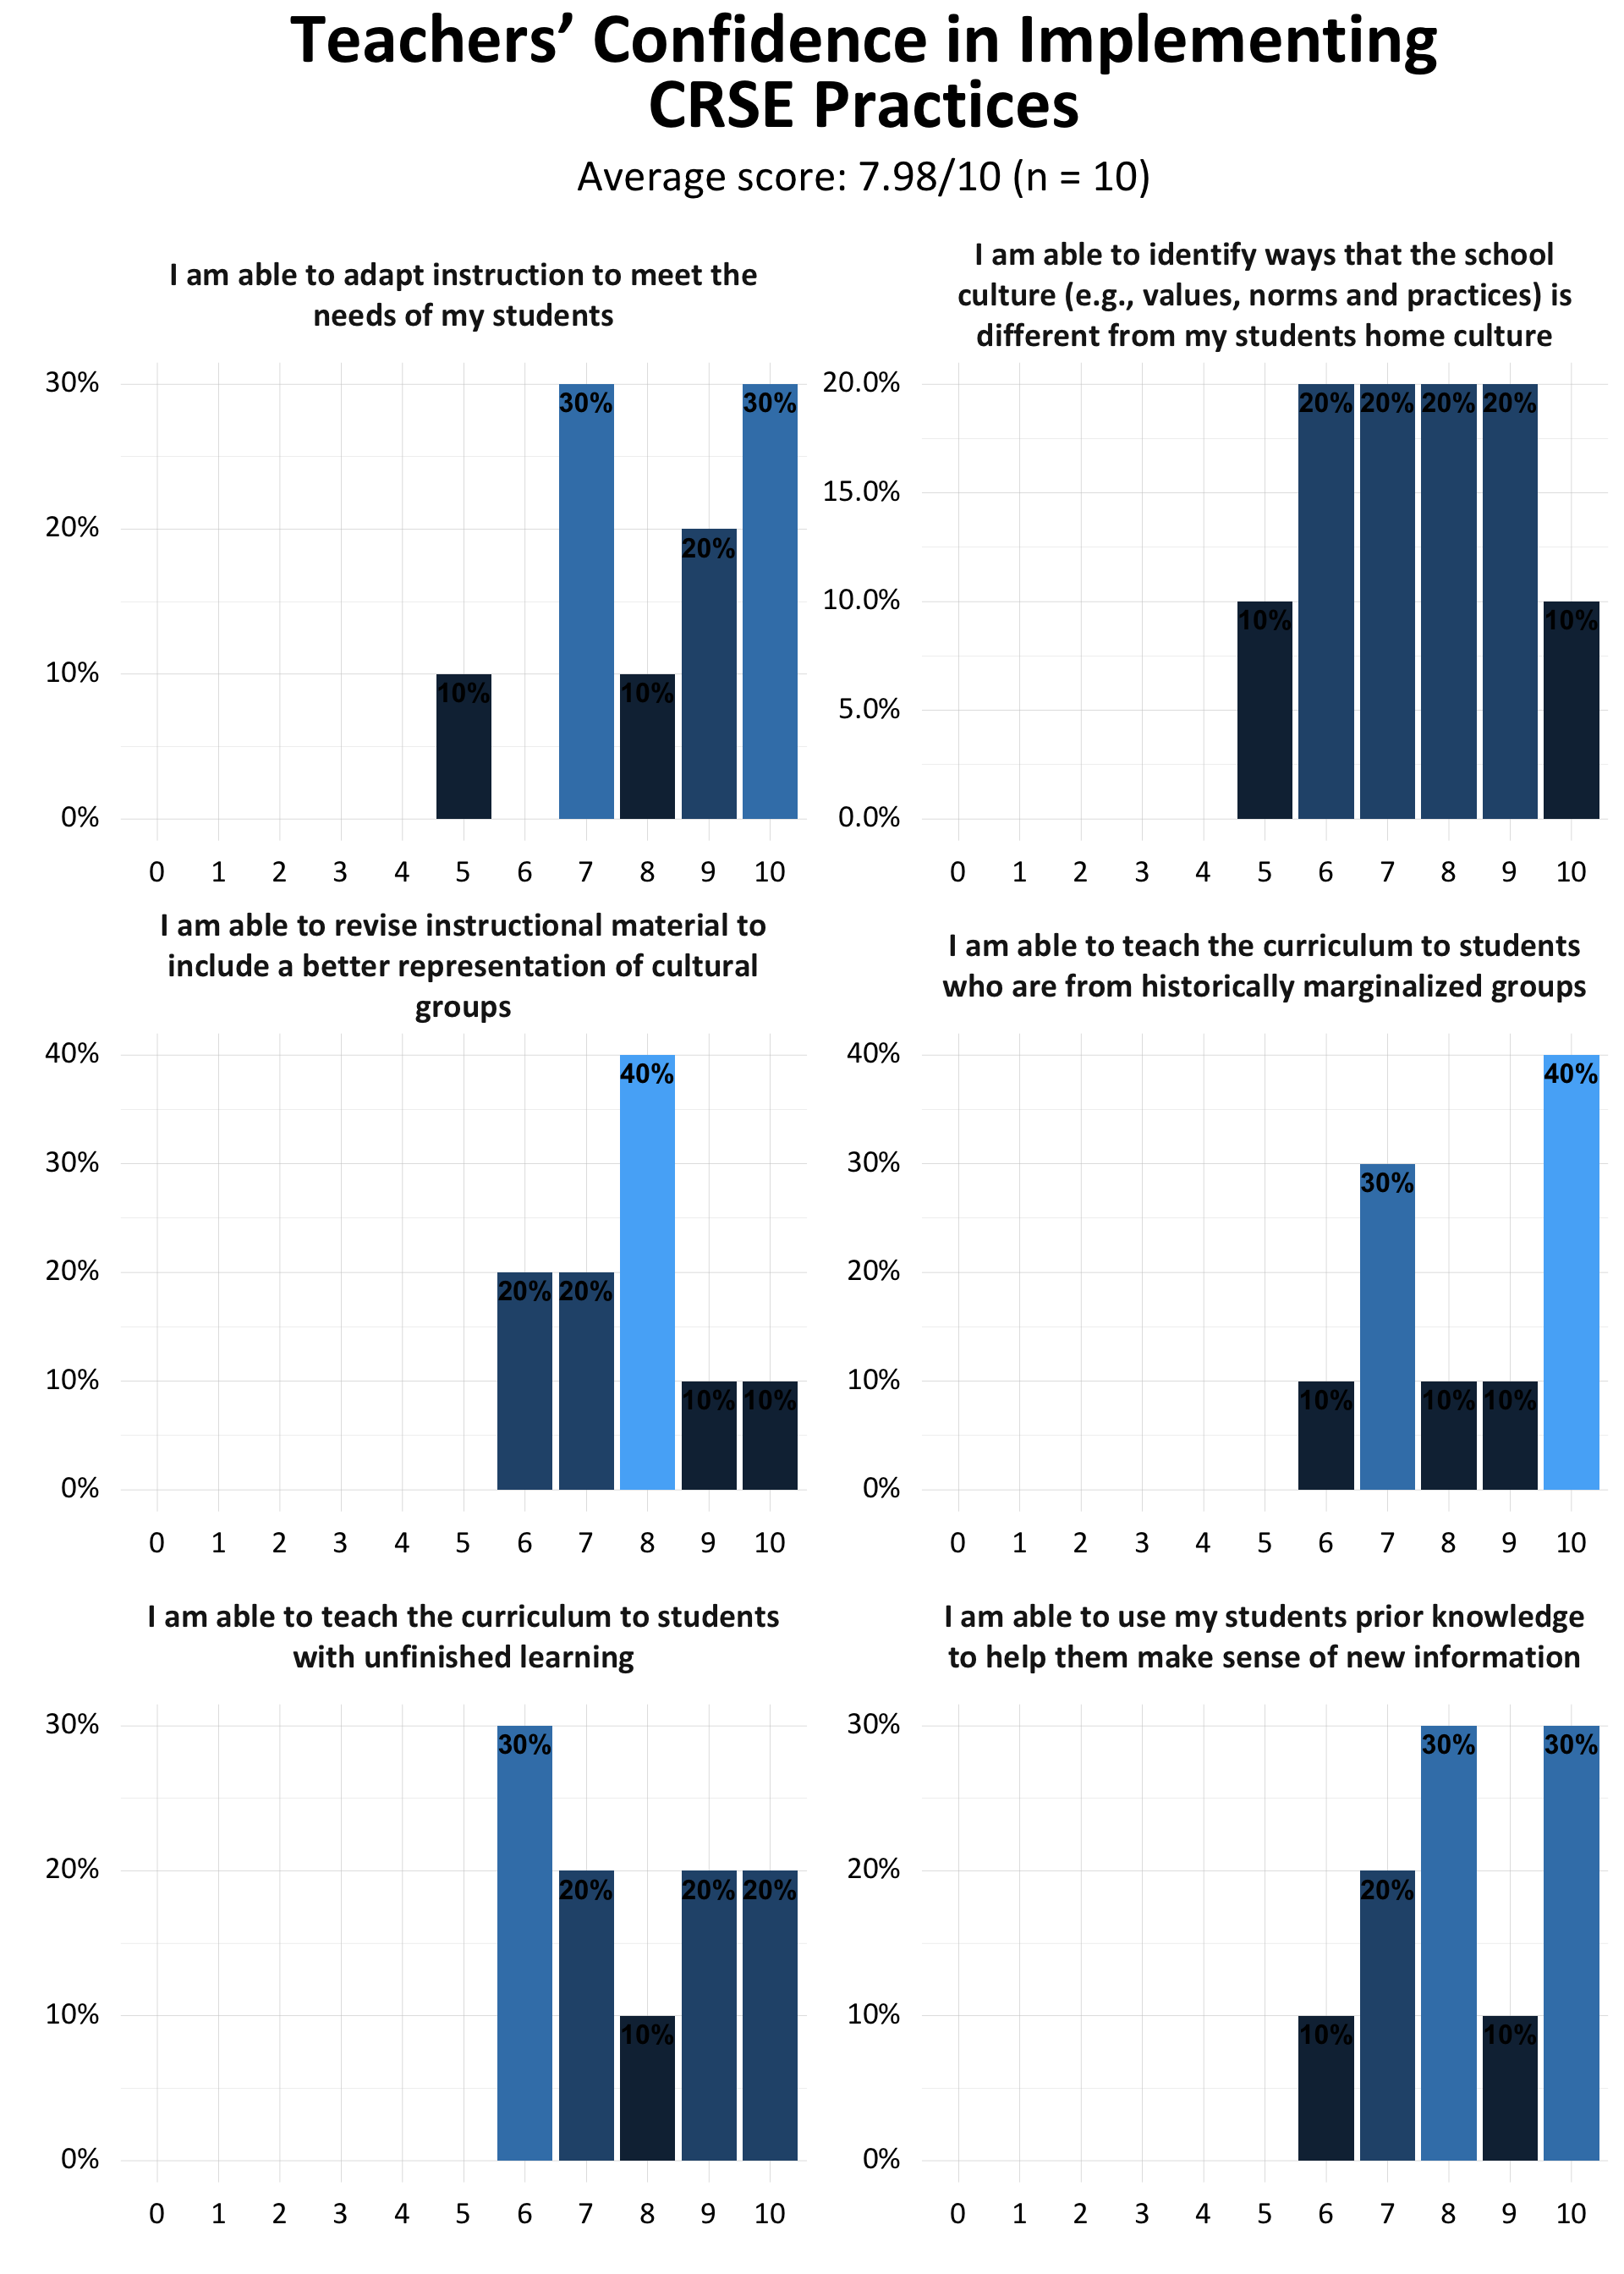 Teachers’ Confidence in Implementing
CRSE Practices
Average score: 7.98/10 (n = 10)
I am able to adapt instruction to meet the
needs of my students
30%
20%
10%
0%
10%
30%
10%
20%
30%
0 1 2 3 4 5 6 7 8 9 10
I am able to identify ways that the school
culture (e.g., values, norms and practices) is
different from my students home culture
20.0%
15.0%
10.0%
5.0%
0.0%
10%
20%
20%
20%
20%
10%
0 1 2 3 4 5 6 7 8 9 10
I am able to revise instructional material to
include a better representation of cultural
groups
40%
30%
20%
10%
0%
20%
20%
40%
10%
10%
0 1 2 3 4 5 6 7 8 9 10
I am able to teach the curriculum to students
who are from historically marginalized groups
40%
30%
20%
10%
0%
10%
30%
10%
10%
40%
0 1 2 3 4 5 6 7 8 9 10
I am able to teach the curriculum to students
with unfinished learning
30%
20%
10%
0%
30%
20%
10%
20%
20%
0 1 2 3 4 5 6 7 8 9 10
I am able to use my students prior knowledge
to help them make sense of new information
30%
20%
10%
0%
10%
20%
30%
10%
30%
0 1 2 3 4 5 6 7 8 9 10